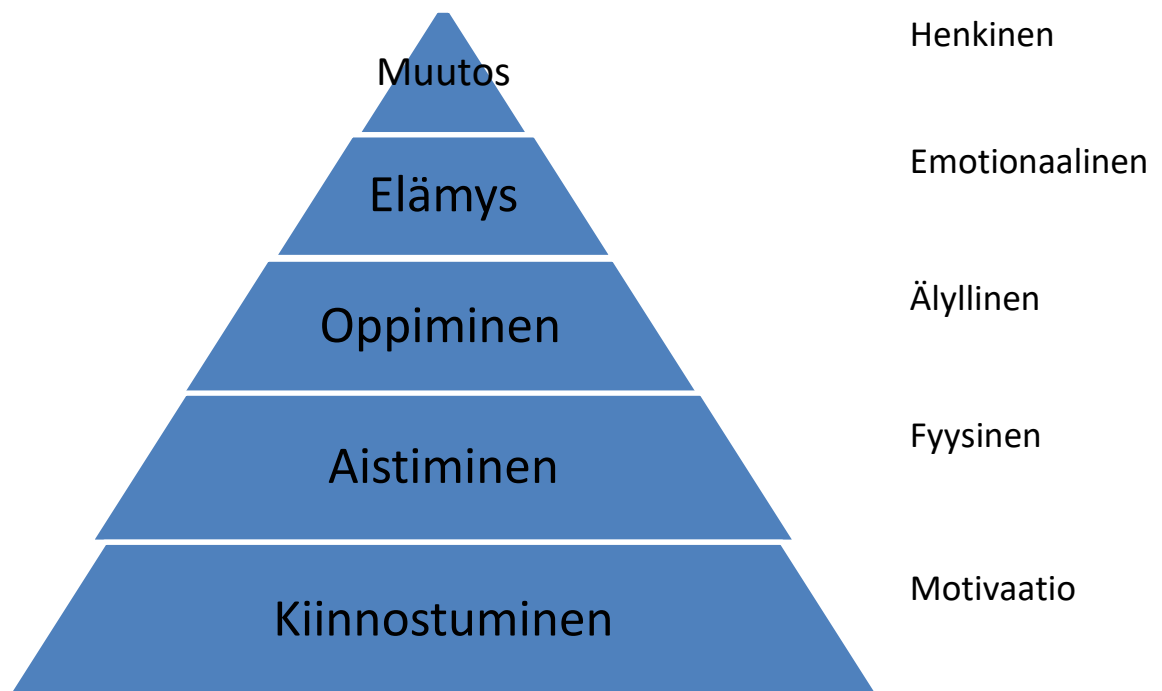 Henkinen
Muutos
Emotionaalinen
Elämys
Älyllinen
Oppiminen
Fyysinen
Aistiminen
Motivaatio
Kiinnostuminen